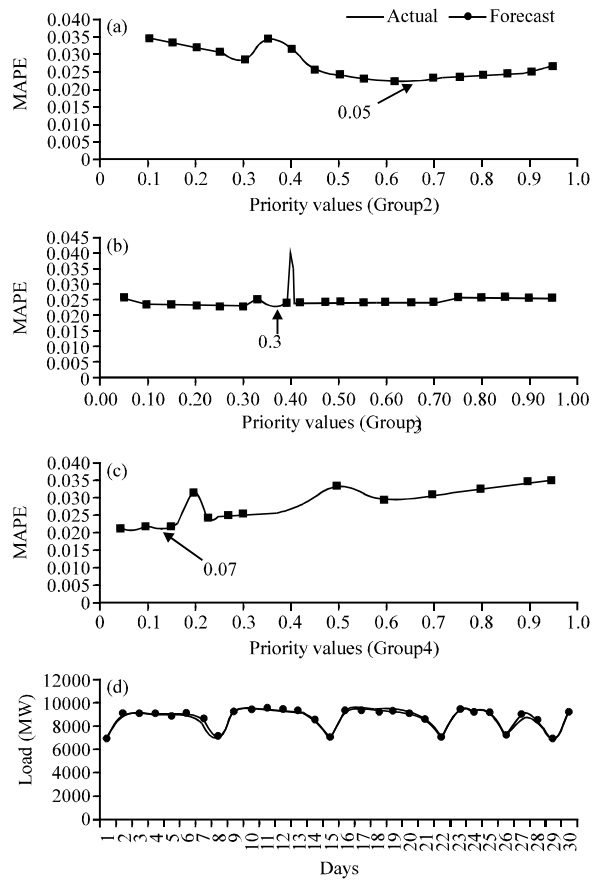 Actual Forecast
(a)
MAPE
0.040
0.035
0.030
0.025
0.020
0.015
0.010
0.005
0
0.05
0 0.1 0.2 0.3 0.4 0.5 0.6 0.7 0.8 0.9 1.0
Priority values (Group2)
(b)
MAPE
0.045
0.040
0.035
0.030
0.025
0.020
0.015
0.010
0.005
0
0.3
0.00 0.10 0.20 0.30 0.40 0.50 0.60 0.70 0.80 0.90 1.00
Priority values (Group3
(c)
MAPE
0.040
0.035
0.030
0.025
0.020
0.015
0.010
0.005
0
0.07
0 0.1 0.2 0.3 0.4 0.5 0.6 0.7 0.8 0.9 1.0
Priority values (Group4)
(d)
Load (MW)
12000
10000
8000
6000
4000
2000
0
1 2 3 4 5 6 7 8 9 10 11 12 13 14 15 16 17 18 19 20 21 22 23 24 25 26 27 28 29 30
Days